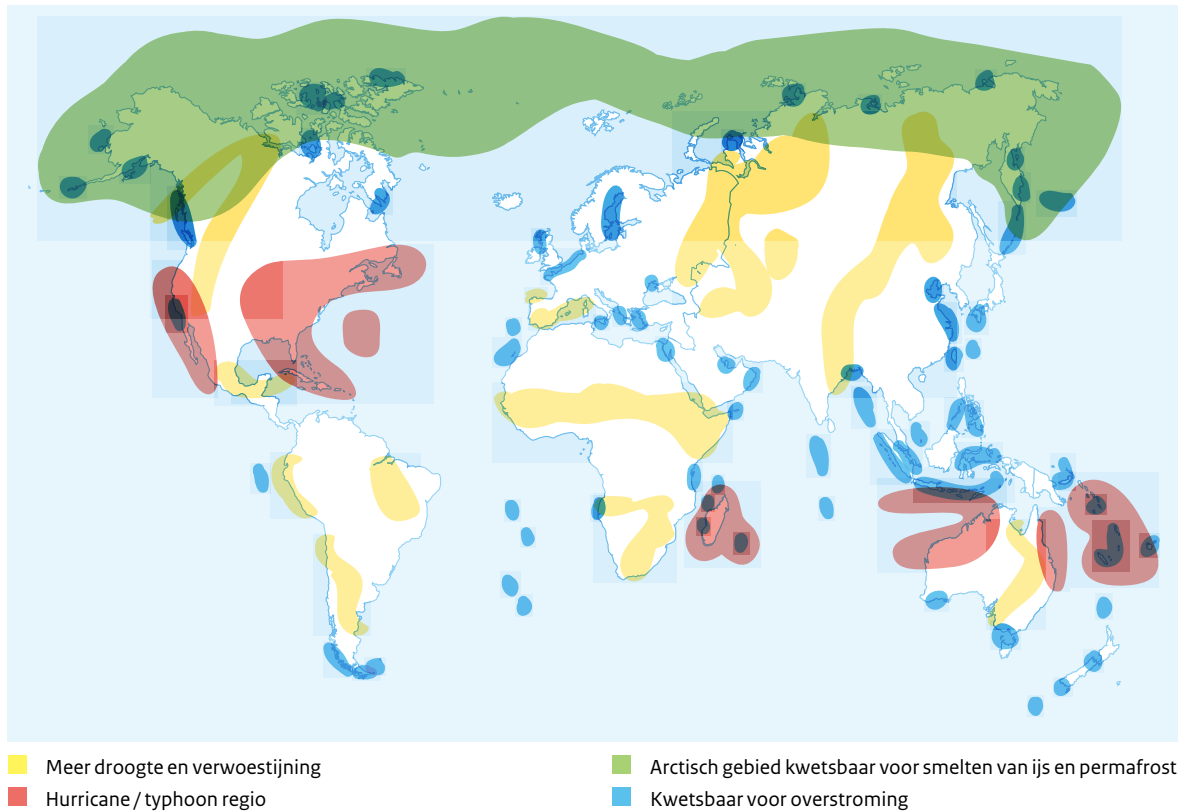 Meer droogte en verwoestijning
Hurricane / typhoon regio
Arctisch gebied kwetsbaar voor smelten van ijs en permafrost
Kwetsbaar voor overstroming